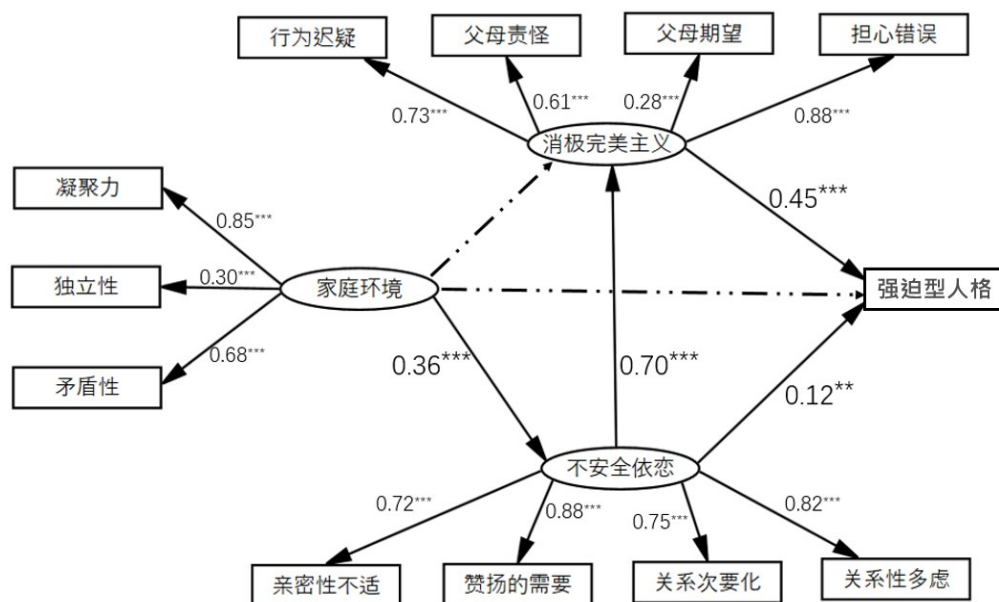 行为迟疑
父母责怪
父母期望
担心错误
0.73***
0.61***
0.28***
0.88***
消极完美主义
凝聚力
0.85***
0.45***
独立性
0.30***
家庭环境
强迫型人格
矛盾性
0.68***
0.36***
0.70***
0.12**
不安全依恋
0.72***
0.88***
0.75***
0.82***
亲密性不适
赞扬的需要
关系次要化
关系性多虑